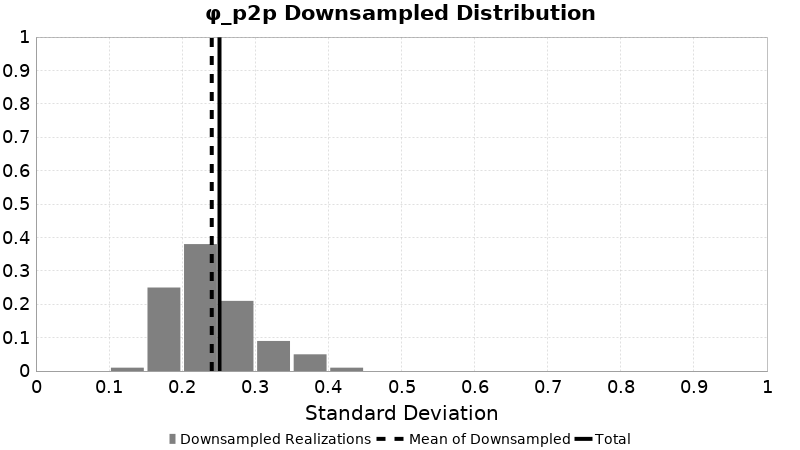 φ_p2p Downsampled Distribution
1
0.9
0.8
0.7
0.6
0.5
0.4
0.3
0.2
0.1
0
0 0.1 0.2 0.3 0.4 0.5 0.6 0.7 0.8 0.9 1
Standard Deviation
Downsampled Realizations Mean of Downsampled Total